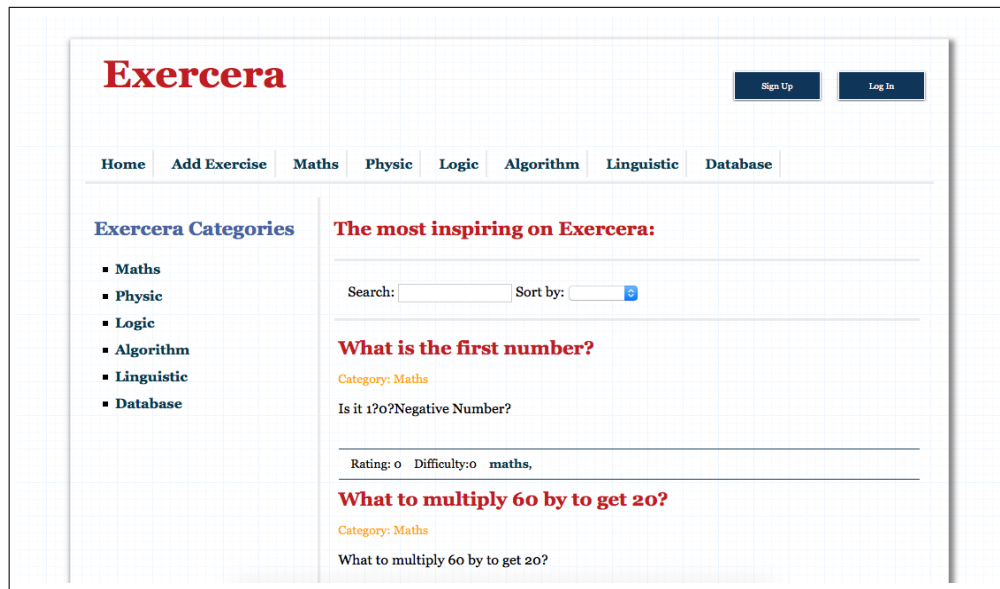 Exercera
Sign Up Log In
Home Add Exercise Maths Physic Logic Algorithm Linguistic Database
Exercera Categories
Maths
Physic
Logic
Algorithm
Linguistic
Database
The most inspiring on Exercera:
Search: Sort by:
What is the first number?
Category: Maths
Is it 1?0?Negative Number?
Rating: 0 Difficulty:0 maths,
What to multiply 60 by to get 20?
Category: Maths
What to multiply 60 by to get 20?